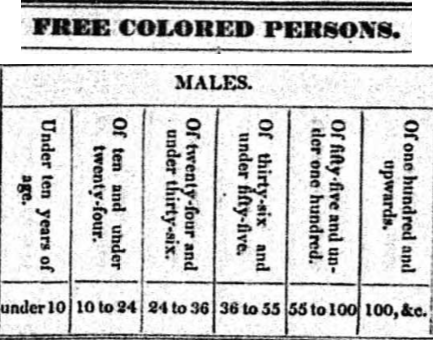 FREE COLORED PERSONS.
MALES.
Under ten years of
age.
Of ten and under
twenty-four.
Of twenty-four and
under thirty-six.
Of thirty-six and
under fifty-five.
Of fifty-five and un-
der one hundred.
Of one hundred and
upwards.
under 10 10 to 24 24 to 36 36 to 55 55 to 100 100, &c.